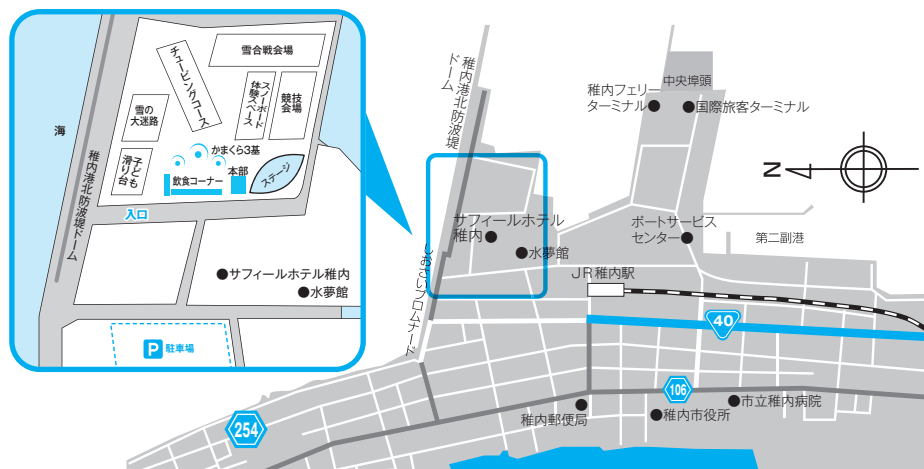 海
稚内港北防波堤ドーム
チュービングコース
雪合戦会場
スノーボード
体験スペース
競技
会場
雪の
大迷路
子ども
滑り台
かまくら3基
飲食コーナー
本部
ステージ
入口
サフィールホテル稚内
水夢館
P 駐車場
稚内港北防波堤
ドーム
中央埠頭
稚内フェリー
ターミナル
国際旅客ターミナル
N
サフィールホテル
稚内
水夢館
ポートサービス
センター
第二副港
JR稚内駅
しおさいプロムナード
40
106
254
稚内郵便局
稚内市役所
市立稚内病院